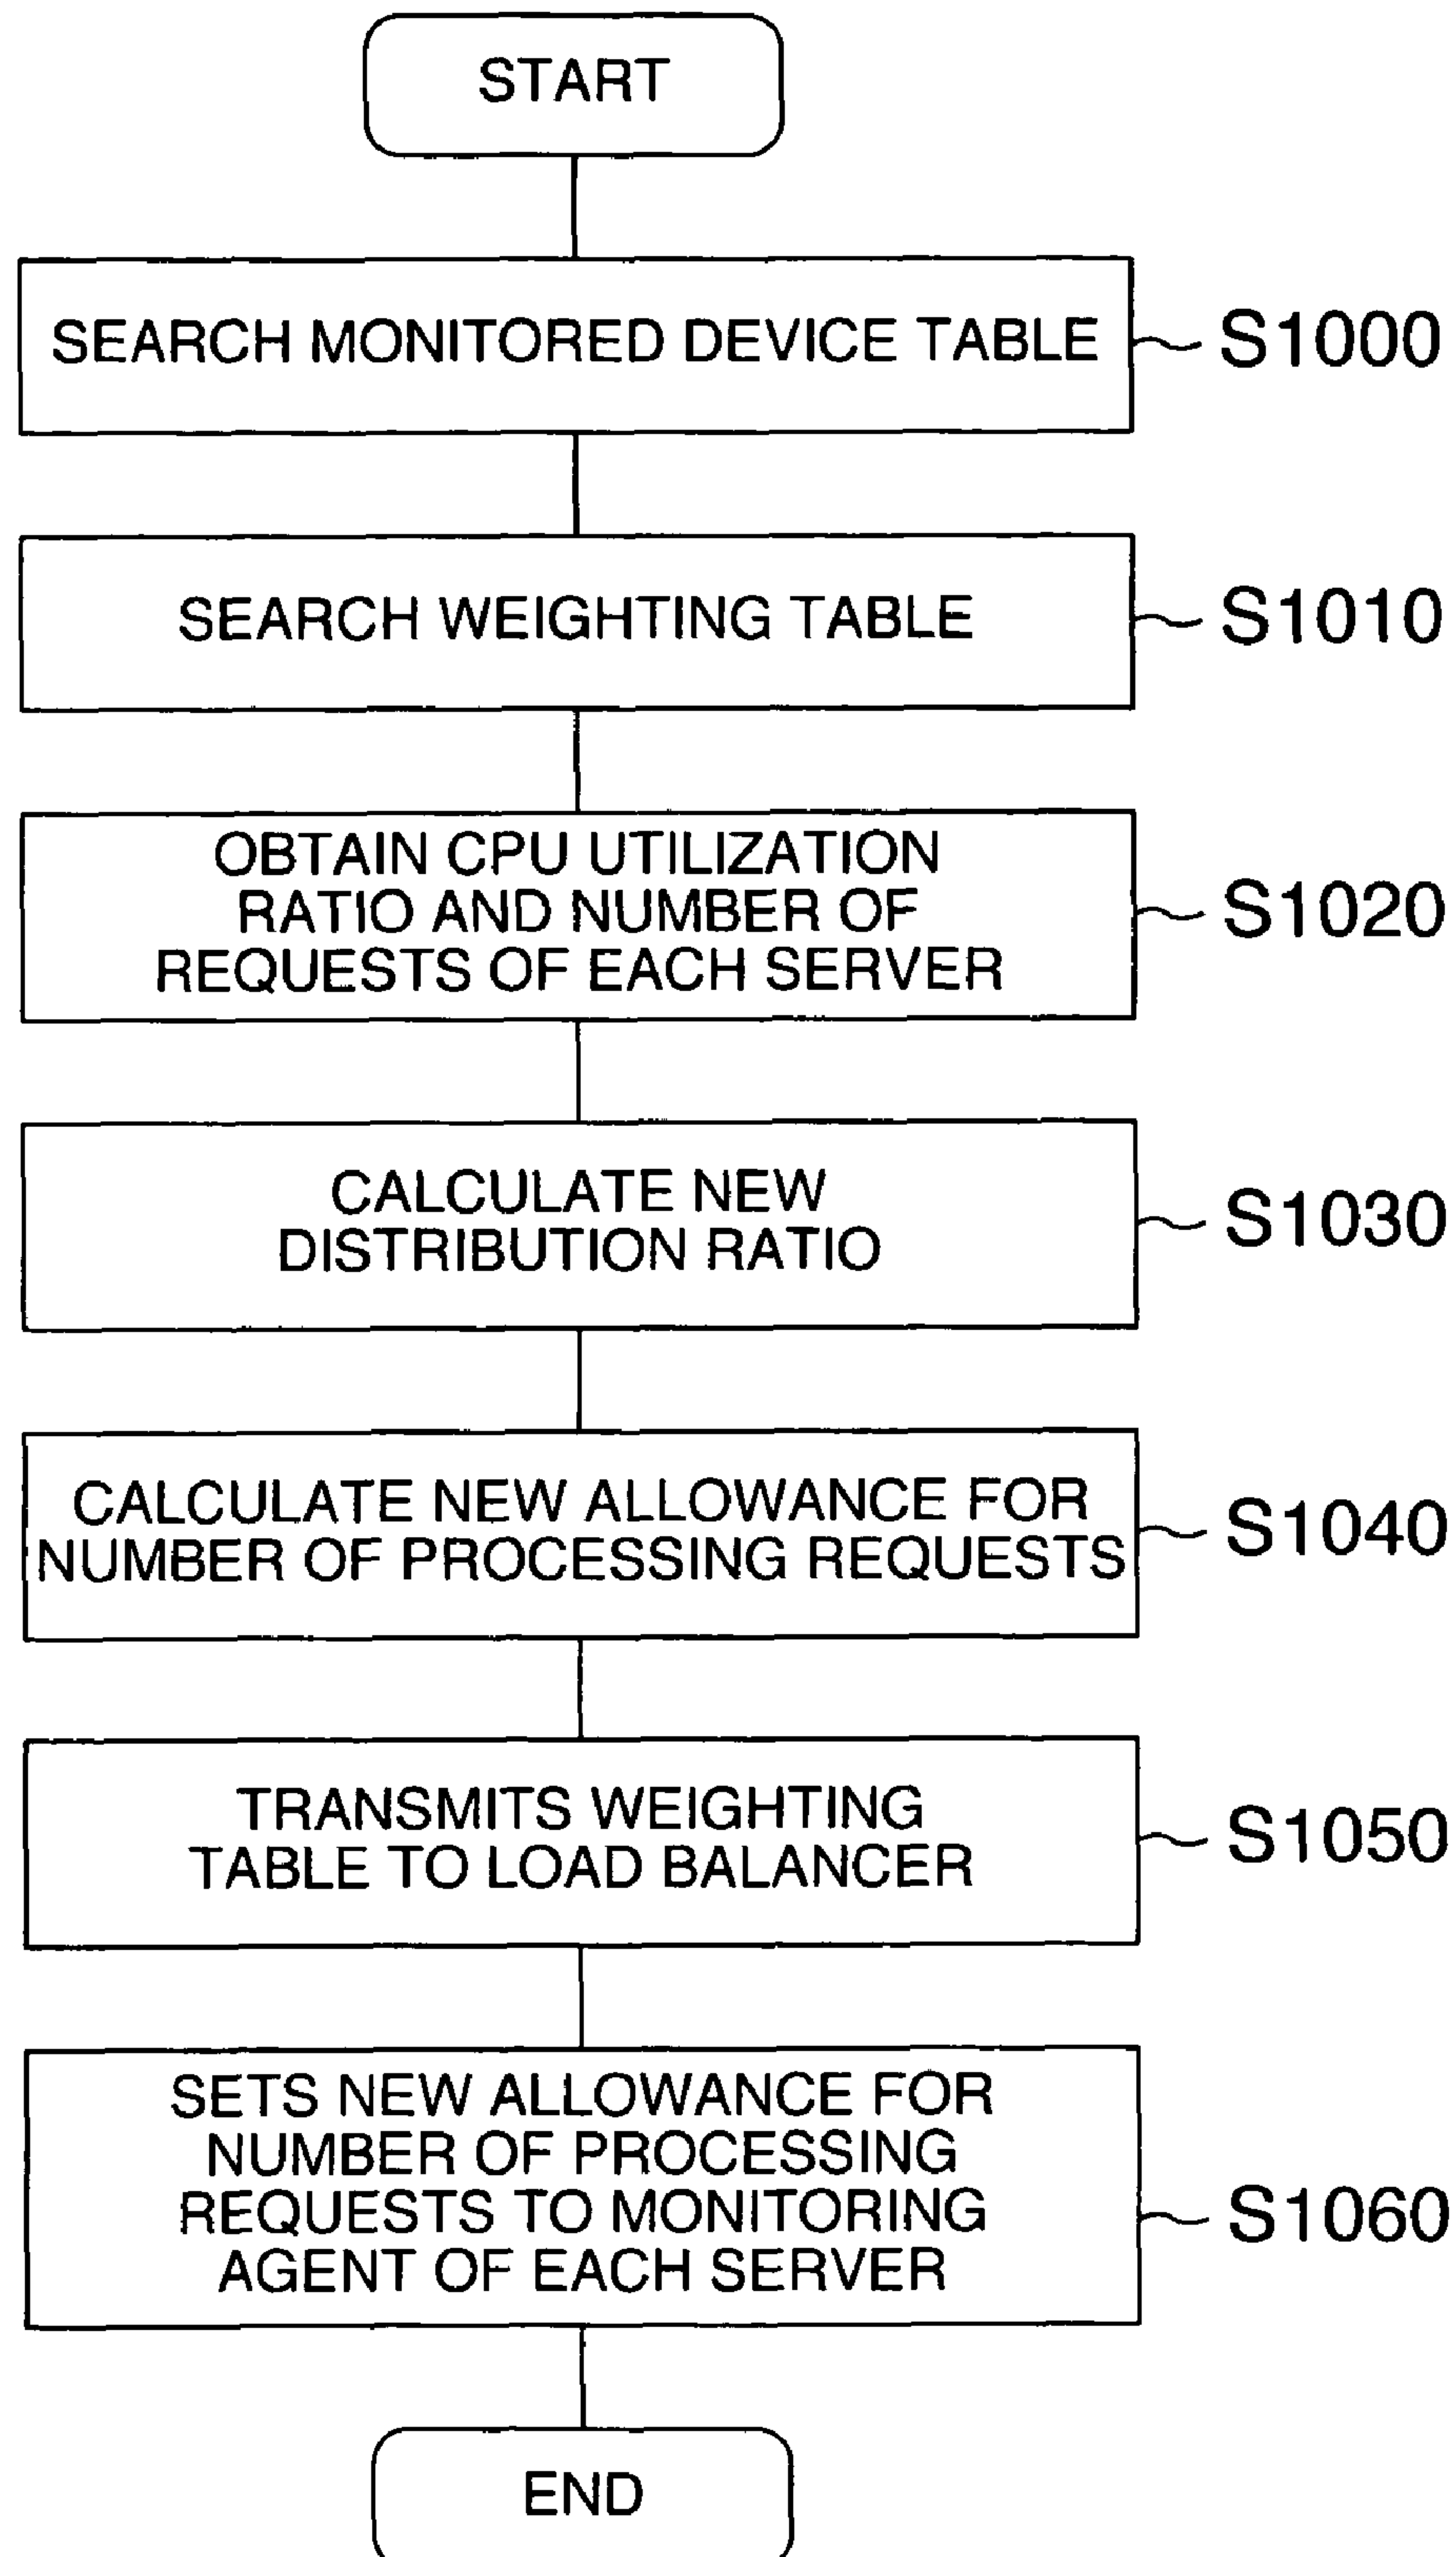 START
SEARCH MONITORED DEVICE TABLE
S1000
SEARCH WEIGHTING TABLE
S1010
OBTAIN CPU UTILIZATION
RATIO AND NUMBER OF
REQUESTS OF EACH SERVER
S1020
CALCULATE NEW
DISTRIBUTION RATIO
S1030
CALCULATE NEW ALLOWANCE FOR
NUMBER OF PROCESSING REQUESTS
S1040
TRANSMITS WEIGHTING
TABLE TO LOAD BALANCER
S1050
SETS NEW ALLOWANCE FOR
NUMBER OF PROCESSING
REQUESTS TO MONITORING
AGENT OF EACH SERVER
S1060
END